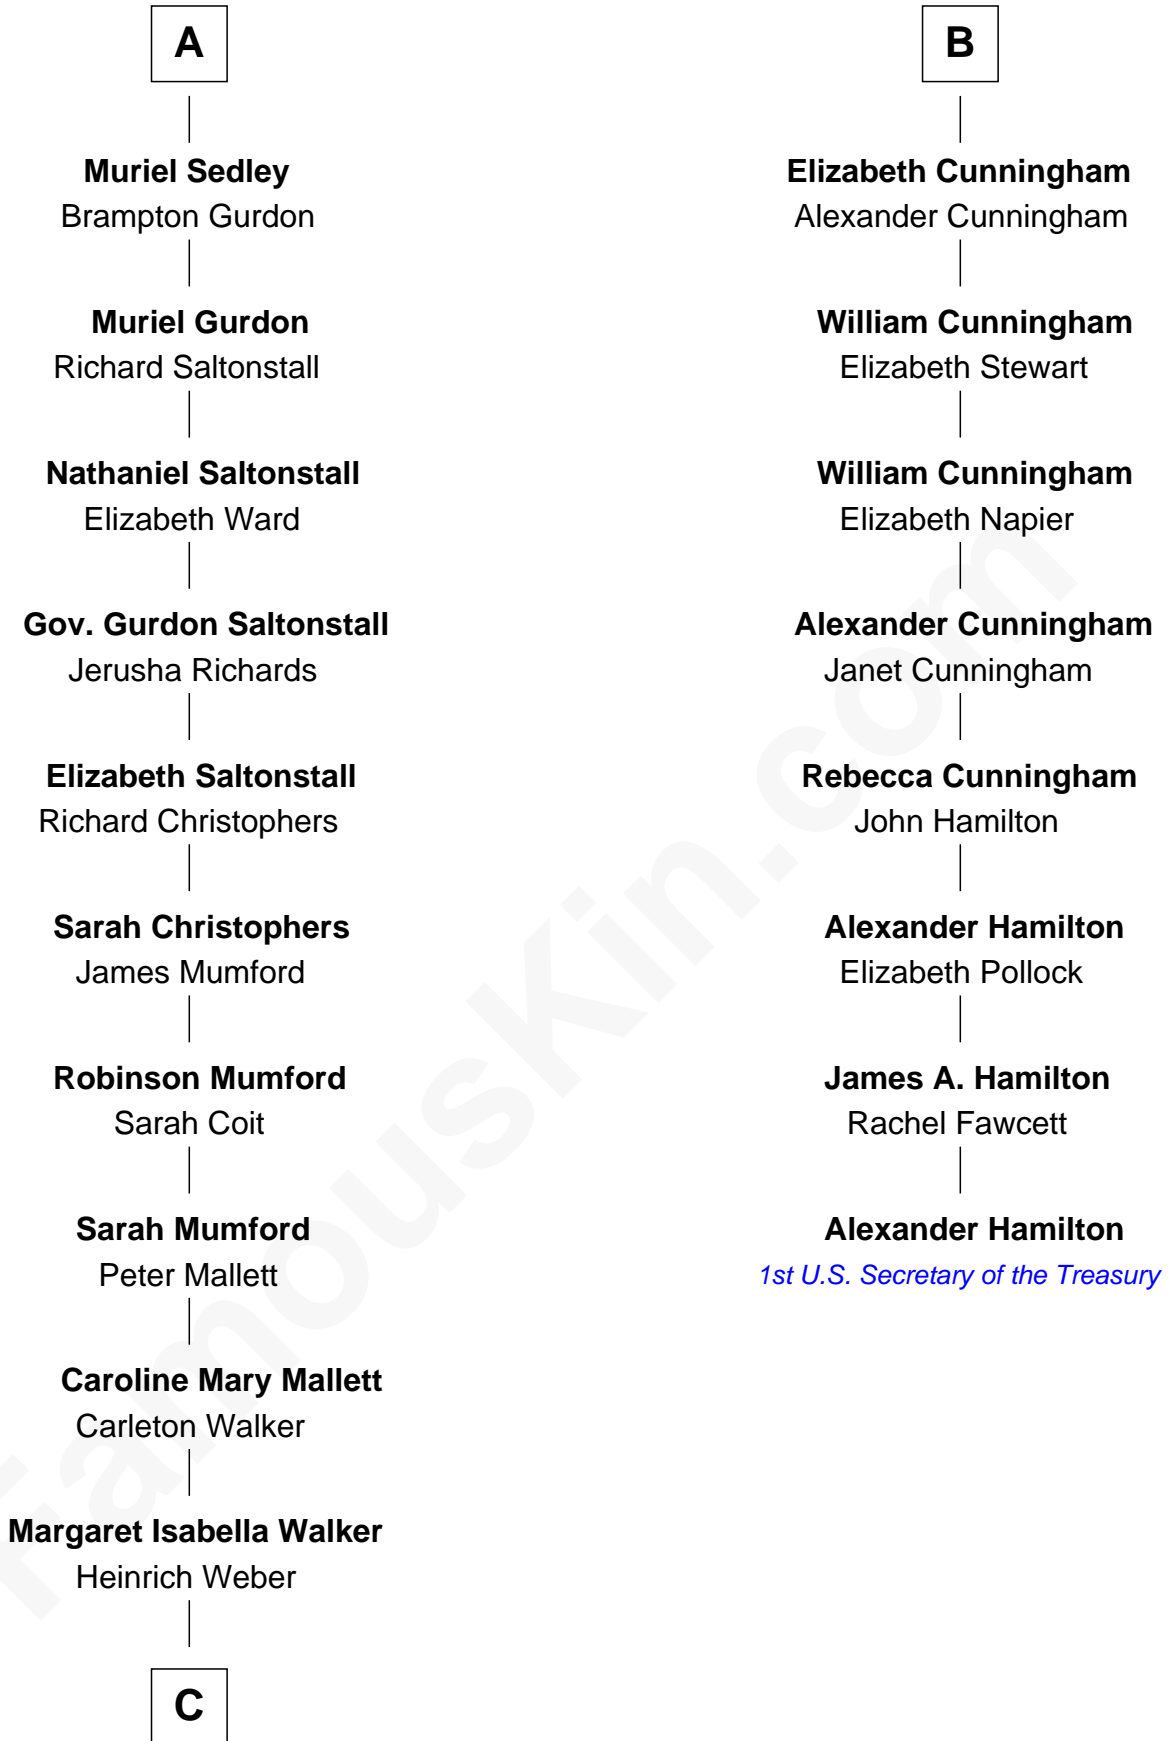 A
Muriel Sedley
Brampton Gurdon
Muriel Gurdon
Richard Saltonstall
Nathaniel Saltonstall
Elizabeth Ward
Gov. Gurdon Saltonstall
Jerusha Richards
Elizabeth Saltonstall
Richard Christophers
Sarah Christophers
James Mumford
Robinson Mumford
Sarah Coit
Sarah Mumford
Peter Mallett
Caroline Mary Mallett
Carleton Walker
Margaret Isabella Walker
Heinrich Weber
C
B
Elizabeth Cunningham
Alexander Cunningham
William Cunningham
Elizabeth Stewart
William Cunningham
Elizabeth Napier
Alexander Cunningham
Janet Cunningham
Rebecca Cunningham
John Hamilton
Alexander Hamilton
Elizabeth Pollock
James A. Hamilton
Rachel Fawcett
Alexander Hamilton
1st U.S. Secretary of the Treasury
FamousKin.com